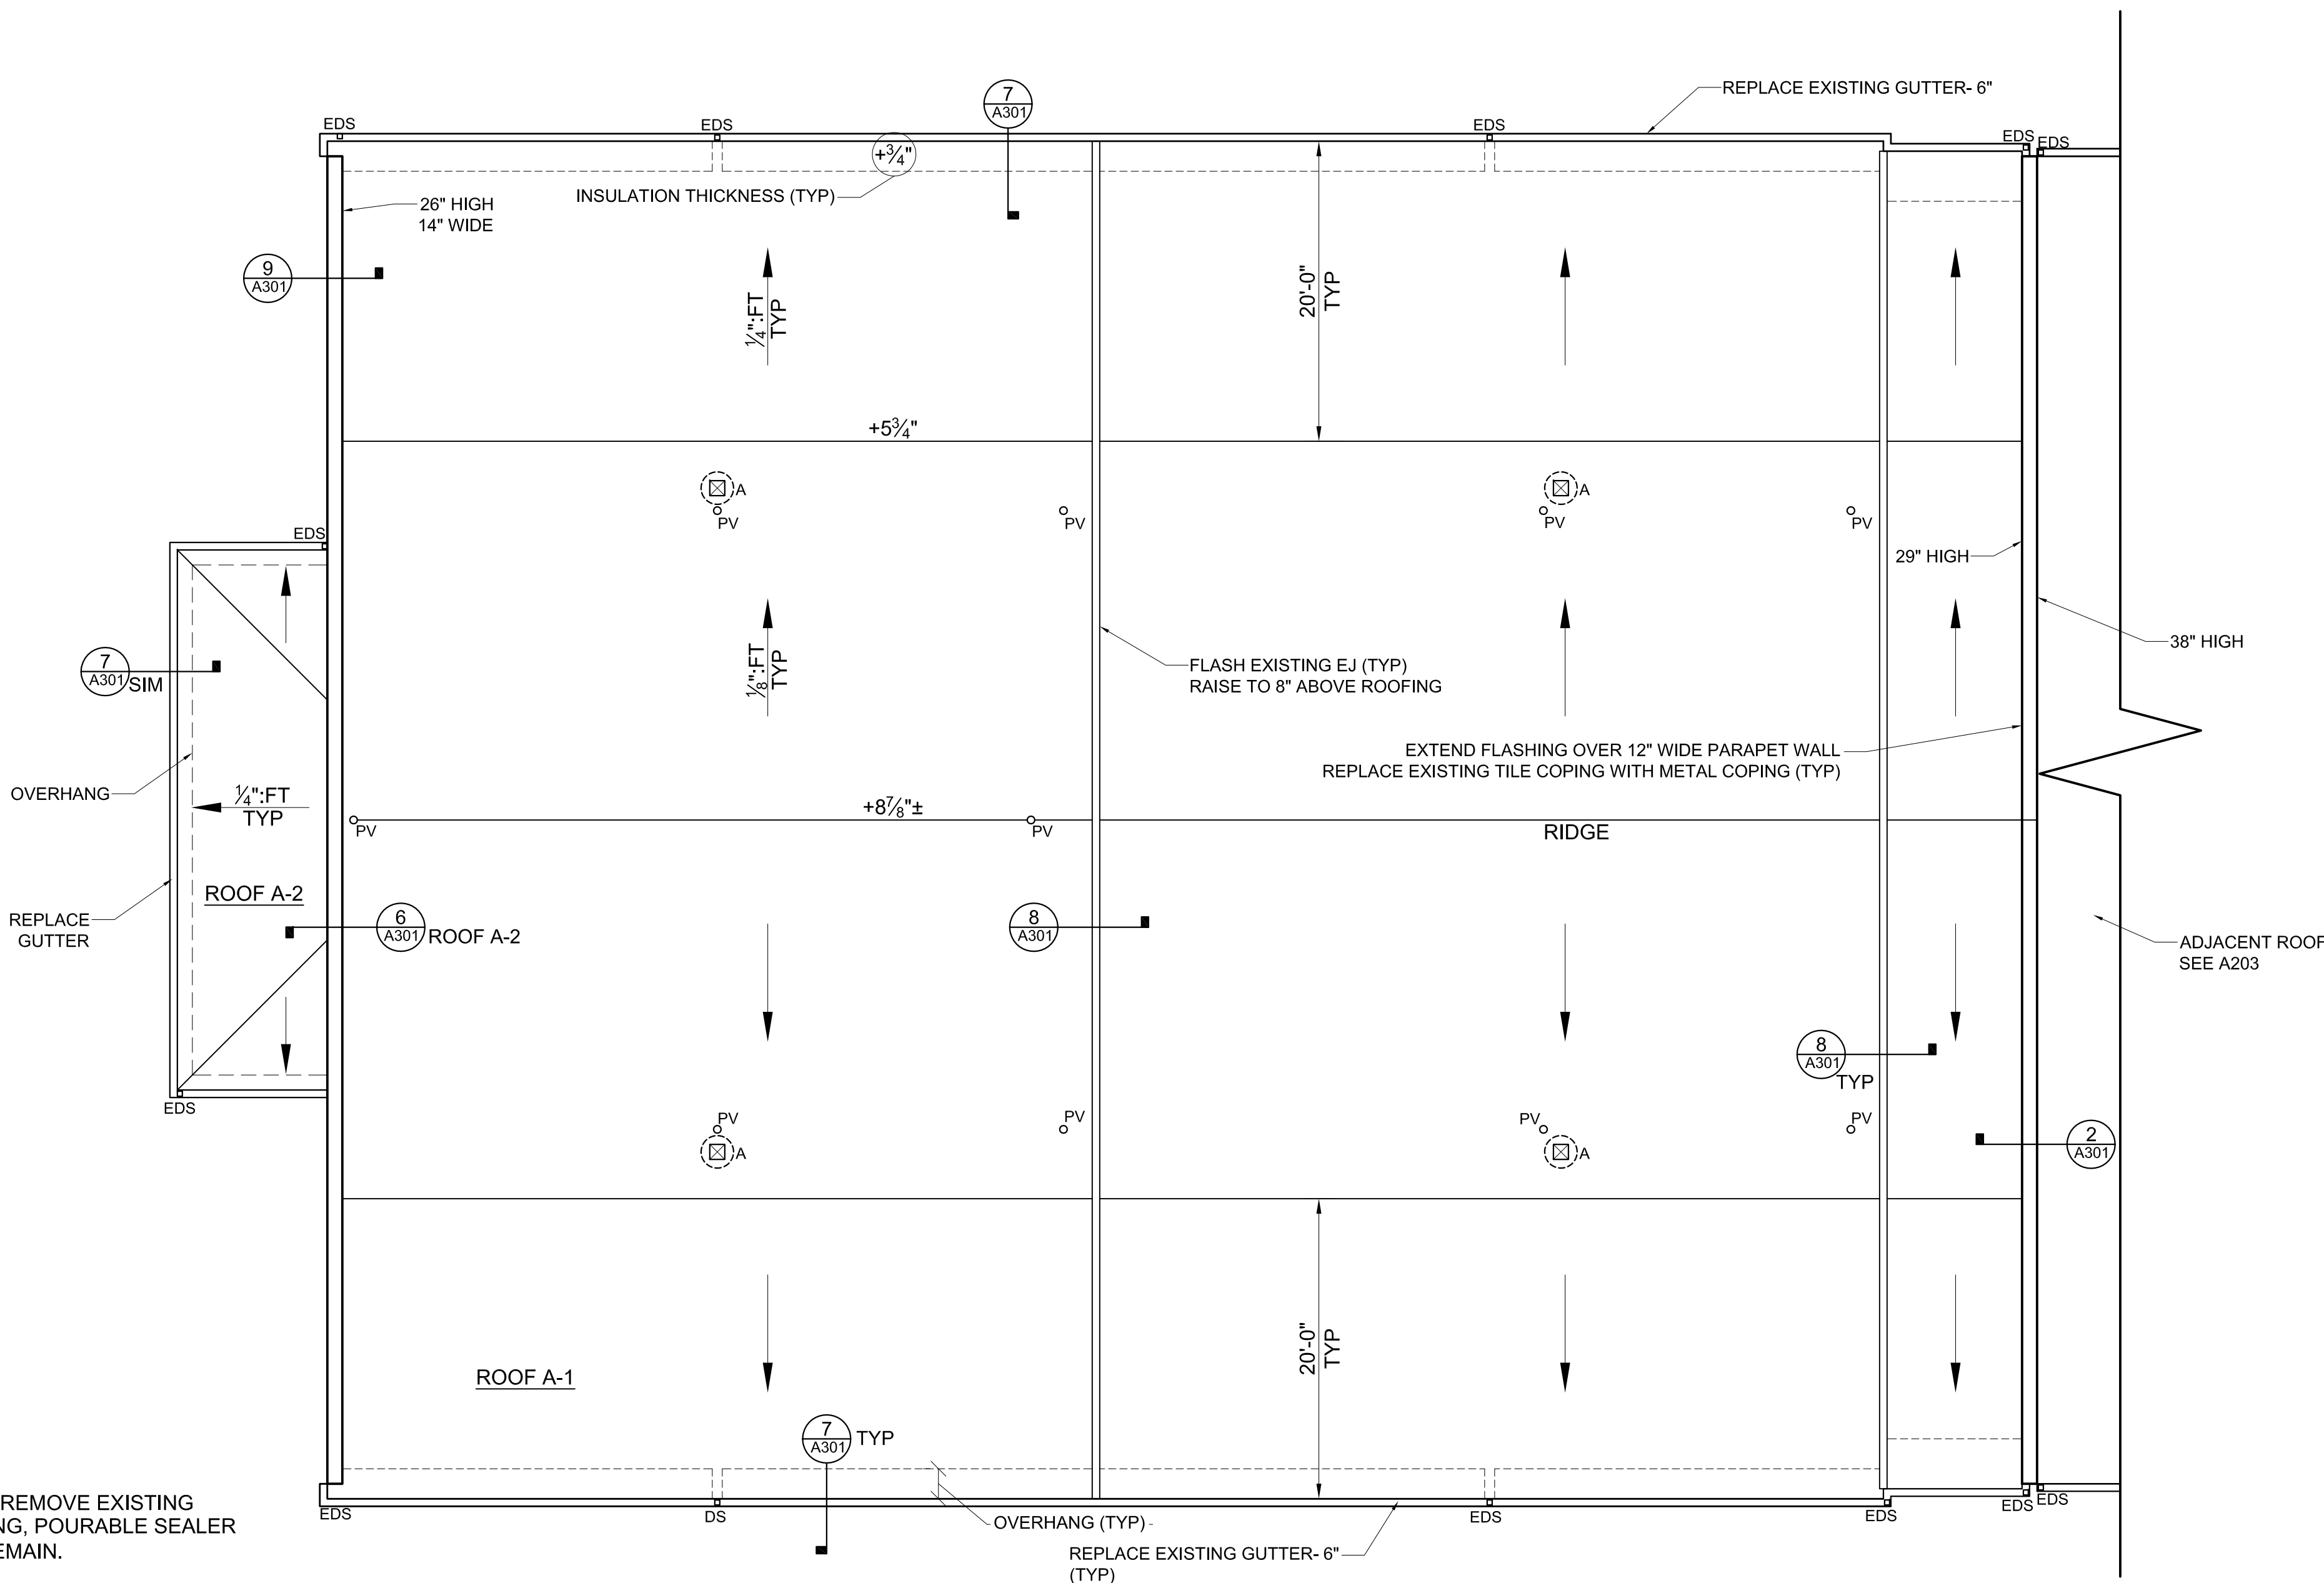 7
A301
REPLACE EXISTING GUTTER- 6"
EDS
EDS
EDS
EDS
EDS
+3/4"
INSULATION THICKNESS (TYP)
26" HIGH
14" WIDE
9
A301
1/4":FT
TYP
20'-0"
TYP
+5 3/4"
A
PV
PV
A
PV
PV
EDS
29" HIGH
38" HIGH
7
A301
SIM
1/8":FT
TYP
FLASH EXISTING EJ (TYP)
RAISE TO 8" ABOVE ROOFING
EXTEND FLASHING OVER 12" WIDE PARAPET WALL
REPLACE EXISTING TILE COPING WITH METAL COPING (TYP)
OVERHANG
1/4":FT
TYP
+8 7/8"±
PV
PV
RIDGE
ROOF A-2
REPLACE
GUTTER
6
A301
ROOF A-2
8
A301
ADJACENT ROOF
SEE A203
8
A301
TYP
EDS
PV
A
PV
PV
A
PV
2
A301
20'-0"
TYP
ROOF A-1
7
A301
TYP
REMOVE EXISTING
NG, POURABLE SEALER
EMAIN.
EDS
DS
OVERHANG (TYP)
EDS
EDS
EDS
EDS
REPLACE EXISTING GUTTER- 6"
(TYP)